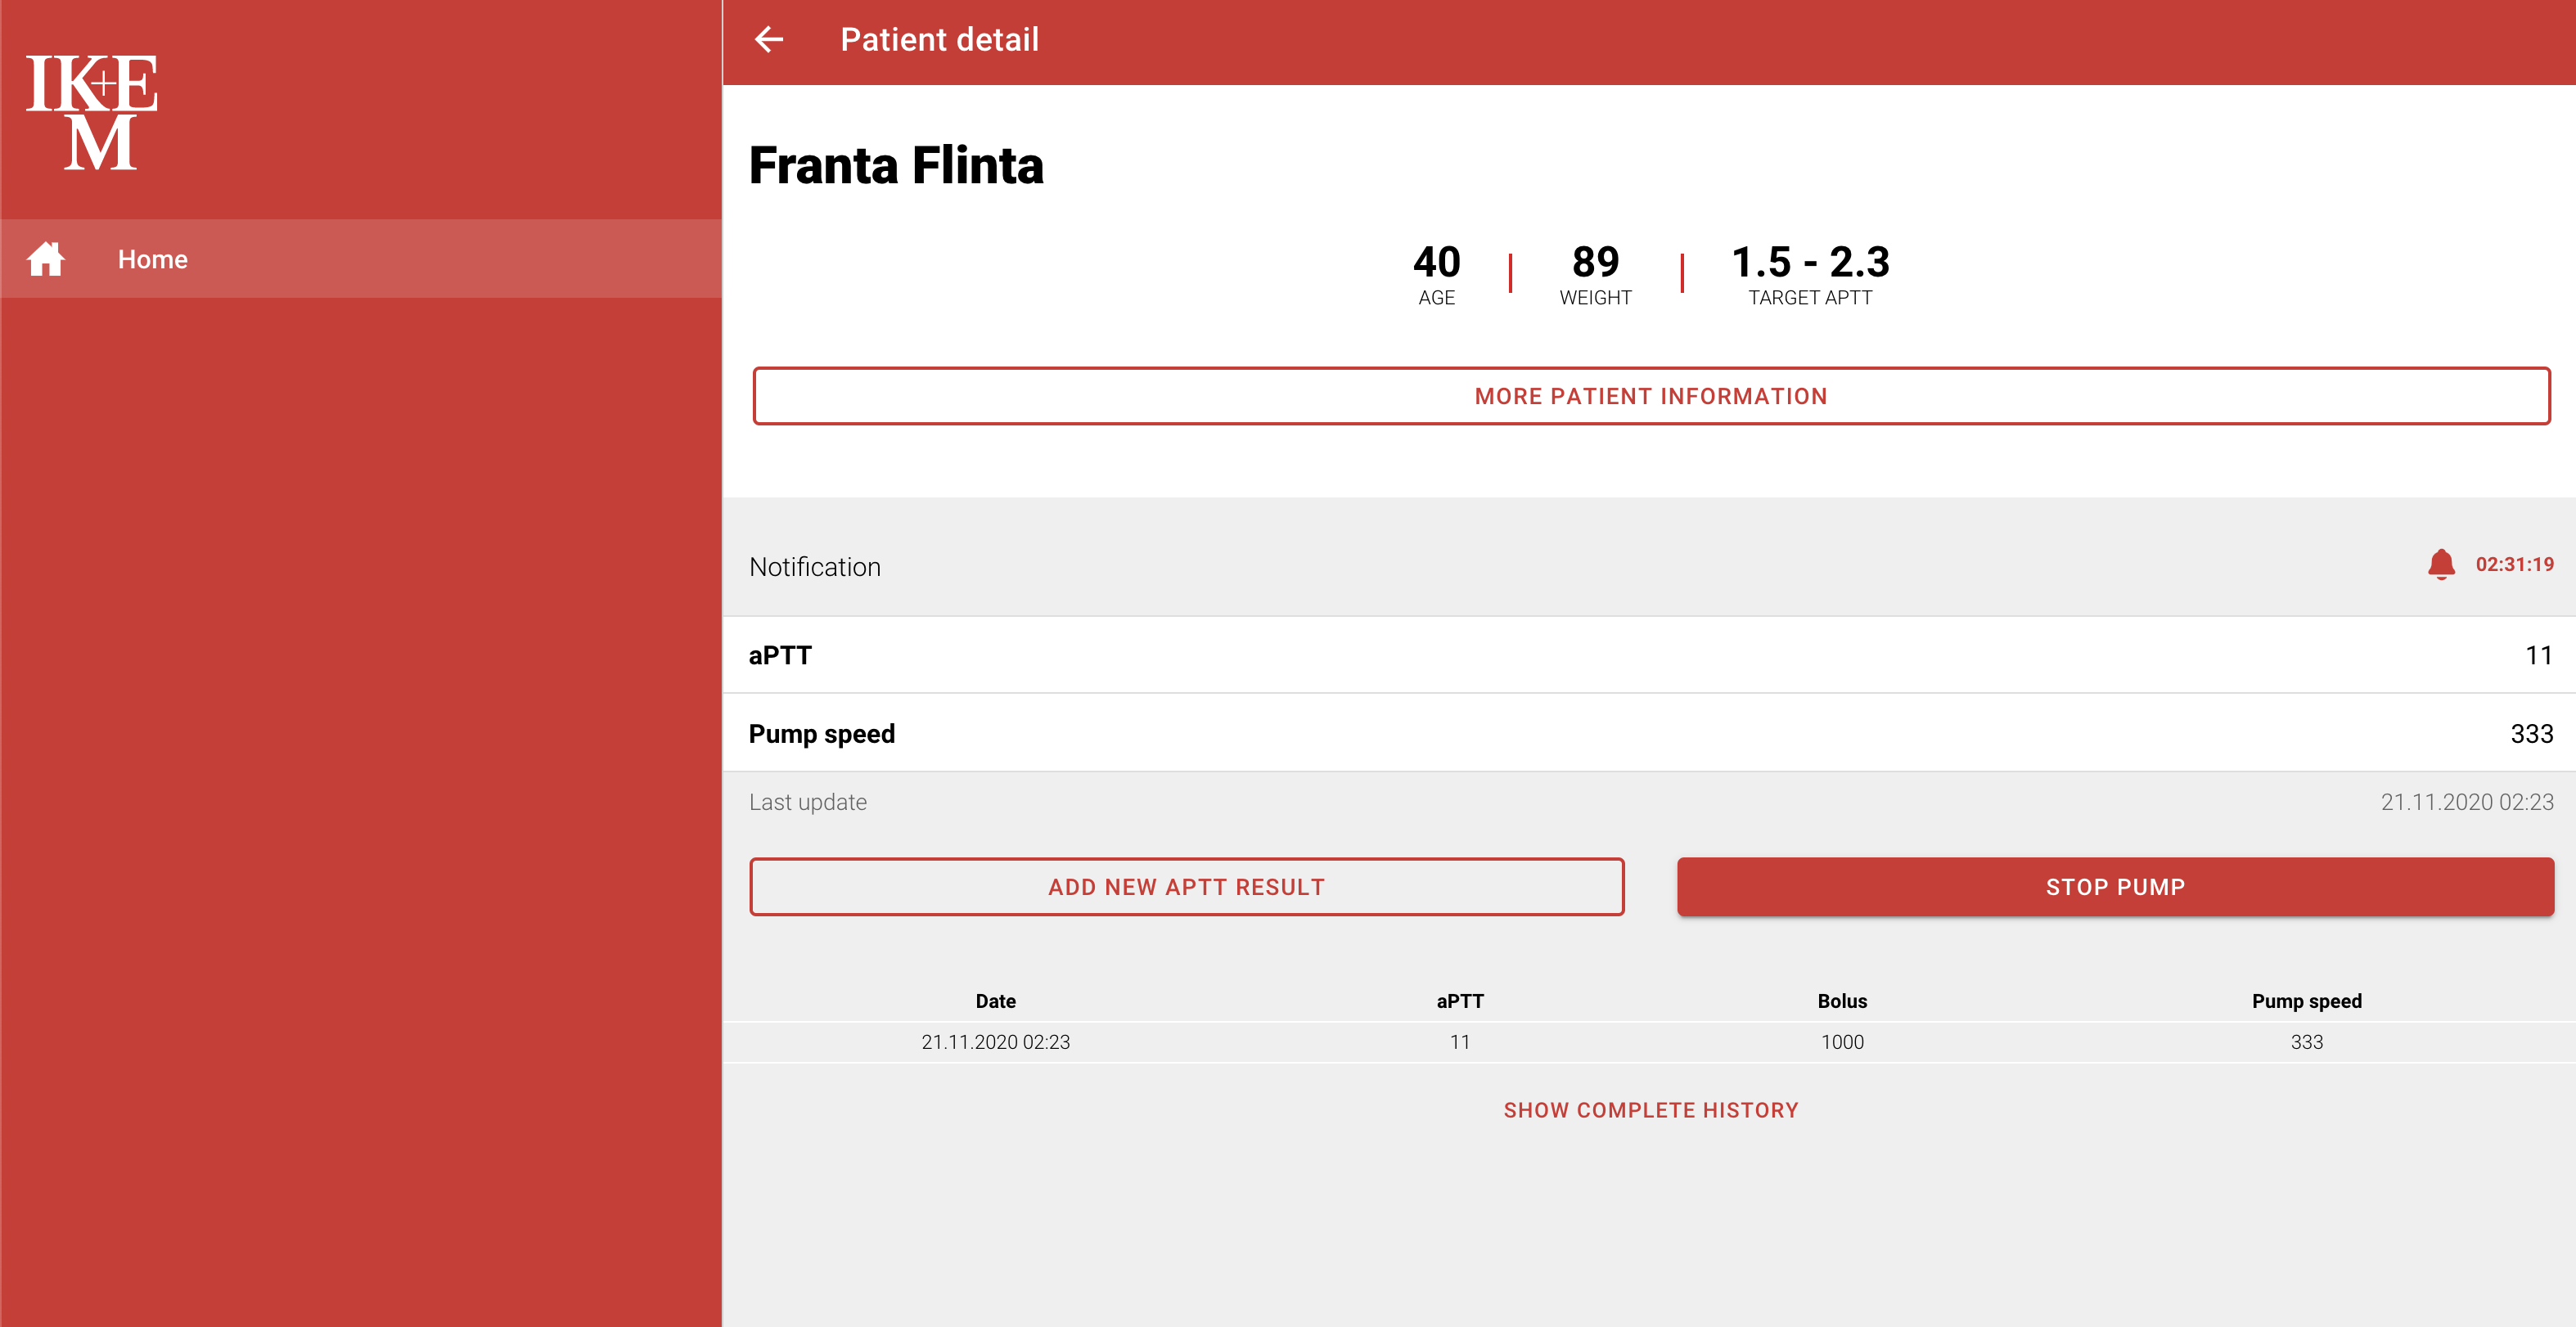 IK+E
M
Home
Patient detail
Franta Flinta
40 89 1.5 - 2.3
AGE WEIGHT TARGET APTT
MORE PATIENT INFORMATION
Notification 02:31:19
aPTT 11
Pump speed 333
Last update 21.11.2020 02:23
ADD NEW APTT RESULT STOP PUMP
Date aPTT Bolus Pump speed
21.11.2020 02:23 11 1000 333
SHOW COMPLETE HISTORY